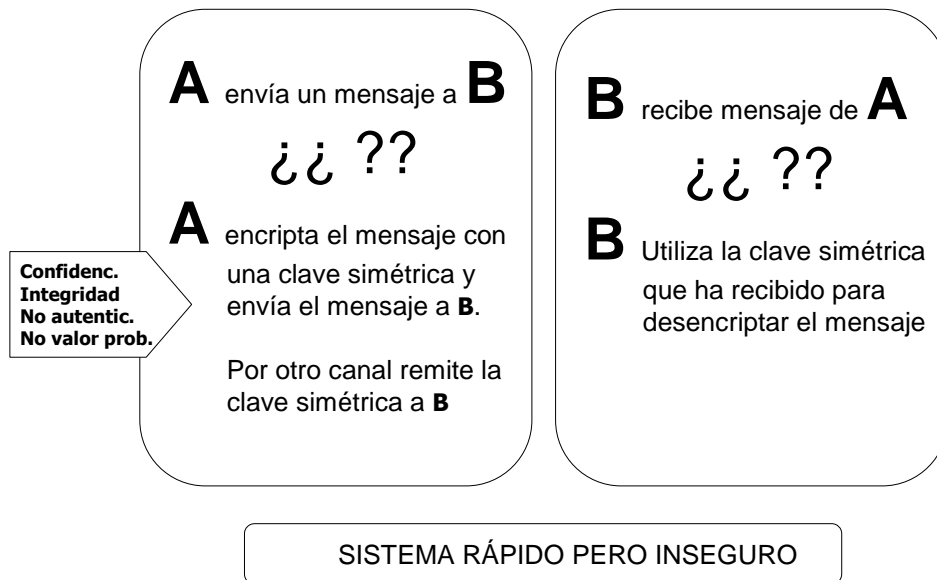 A envía un mensaje a B
¿¿ ??
A encripta el mensaje con
una clave simétrica y
envía el mensaje a B.
Por otro canal remite la
clave simétrica a B
Confidenc.
Integridad
No autentic.
No valor prob.
B recibe mensaje de A
¿¿ ??
B Utiliza la clave simétrica
que ha recibido para
desencriptar el mensaje
SISTEMA RÁPIDO PERO INSEGURO